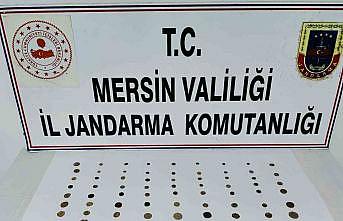 T.C.
MERSİN VALİLİĞİ
İL JANDARMA KOMUTANLIĞI